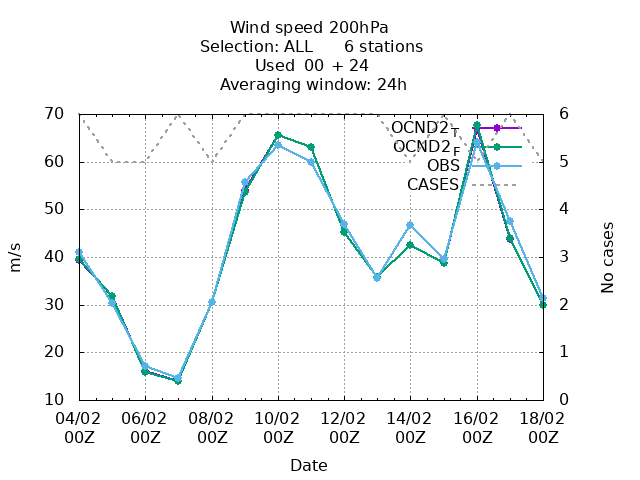 Wind speed 200hPa
Selection: ALL      6 stations
Used  00 + 24
Averaging window: 24h
70
60
50
40
30
20
10
m/s
6
5
4
3
2
1
0
No cases
OCND2_T
OCND2_F
OBS
CASES
04/02 06/02 08/02 10/02 12/02 14/02 16/02 18/02
00Z 00Z 00Z 00Z 00Z 00Z 00Z 00Z
Date